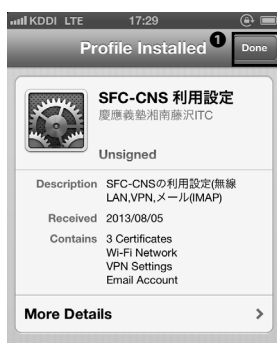 KDDI LTE 17:29
Profile Installed ❶ Done
SFC-CNS 利用設定
慶應義塾湘南藤沢ITC
Unsigned
Description SFC-CNSの利用設定(無線
LAN,VPN,メール(IMAP)
Received 2013/08/05
Contains 3 Certificates
Wi-Fi Network
VPN Settings
Email Account
More Details